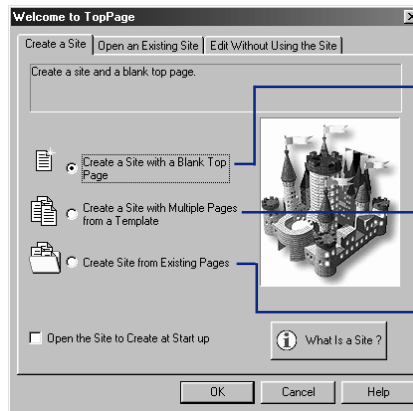 Welcome to TopPage
Create a Site
Open an Existing Site
Edit Without Using the Site
Create a site and a blank top page.
Create a Site with a Blank Top
Page
Create a Site with Multiple Pages
from a Template
Create Site from Existing Pages
Open the Site to Create at Start up
What Is a Site ?
OK
Cancel
Help